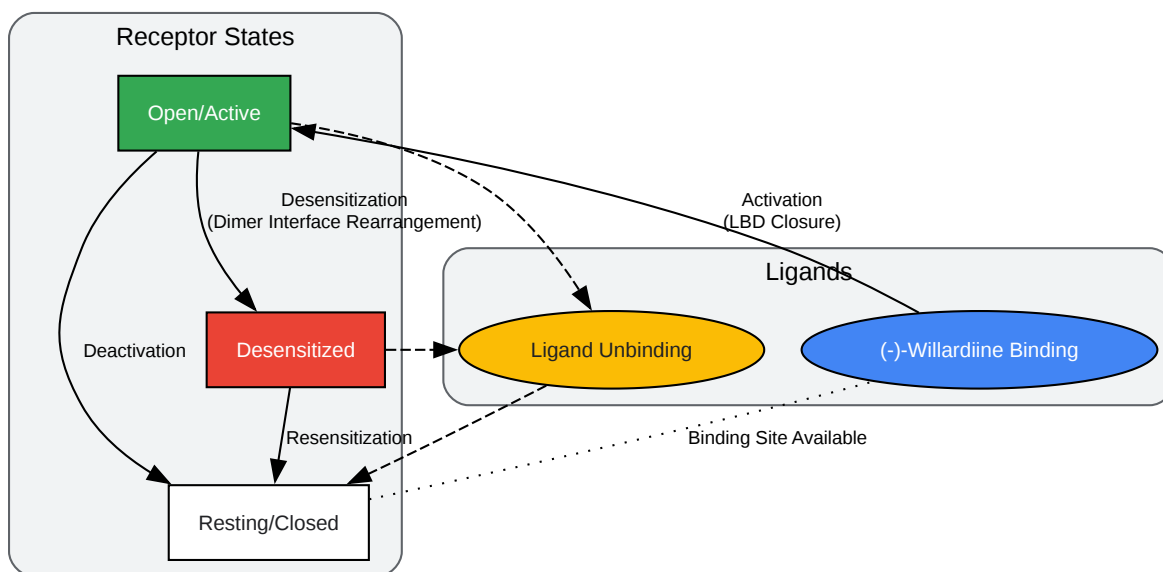 Receptor States
Open/Active
Desensitization
(Dimer Interface Rearrangement)
Activation
(LBD Closure)
Ligands
Deactivation
Desensitized
Ligand Unbinding
(-)-Willardiine Binding
Resensitization
Binding Site Available
Resting/Closed